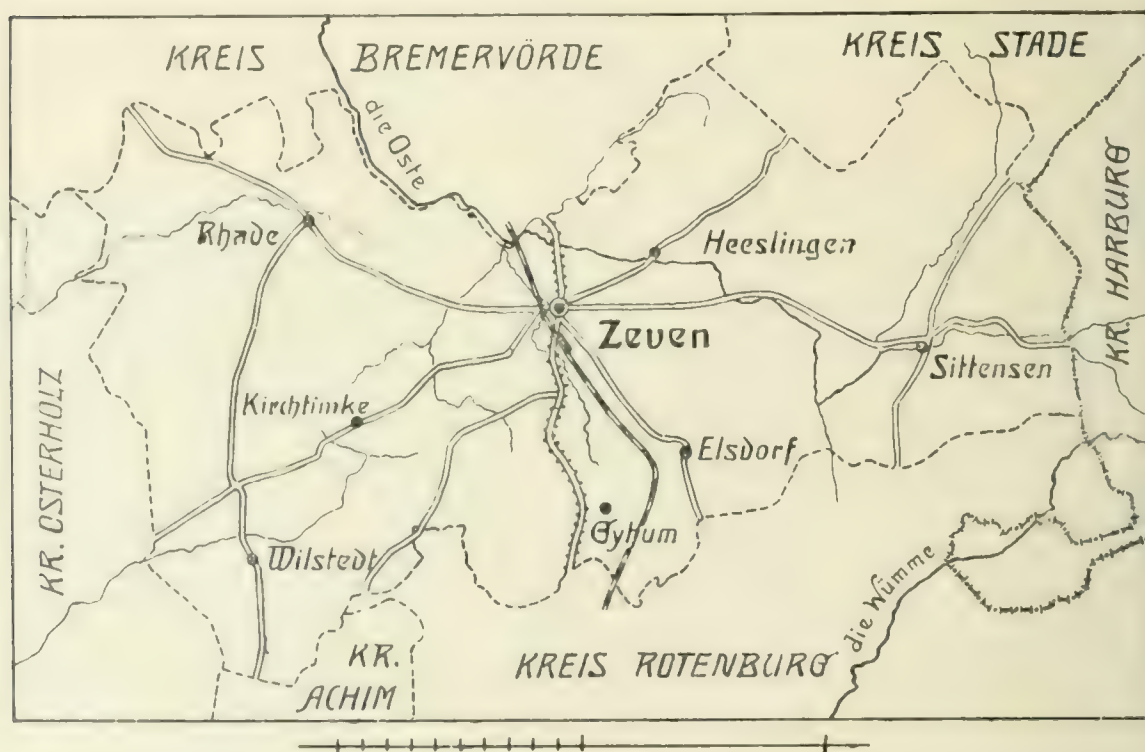 KREIS BREMERVÖRDE
KREIS STADE
die Oste
KR. HARBURG
Rhade
Heeslingen
Zeven
Sittensen
Kirchtimke
Elsdorf
KR. OSTERHOLZ
Gyhum
Wilstedt
die Wümme
KR.
ACHIM
KREIS ROTENBURG